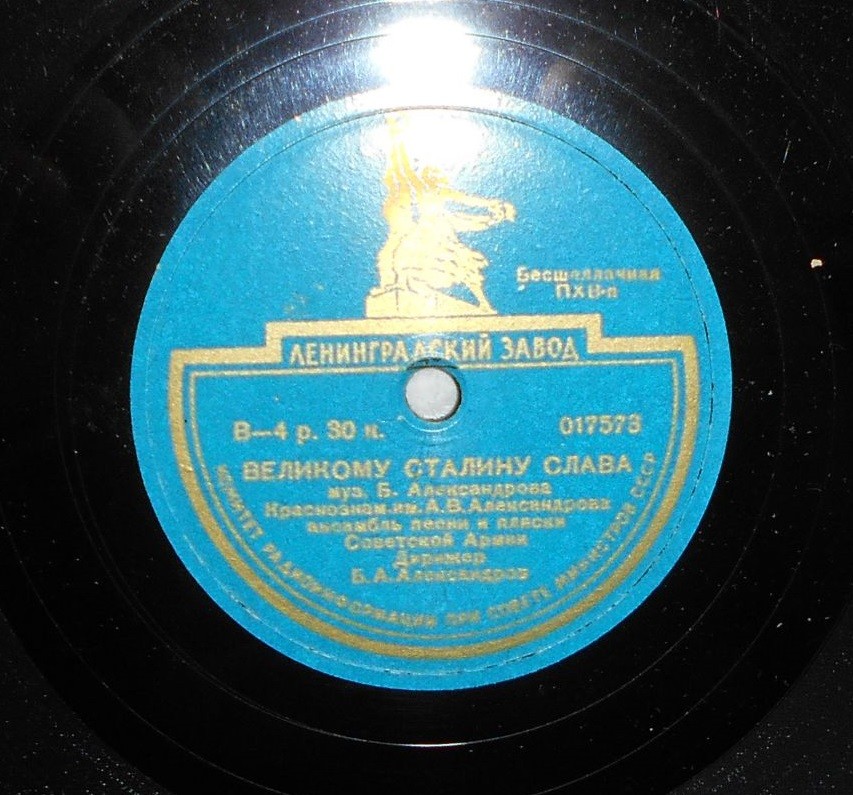 Бесшеллачная
ПХВ-п
ЛЕНИНГРАДСКИЙ ЗАВОД
В—4 р. 30 к.
017573
ВЕЛИКОМУ СТАЛИНУ СЛАВА
муз. Б. Александрова
Краснознам. им. А.В.Александрова
ансамбль песни и пляски
Советской Армии
Дирижер
Б.А.Александров
КОМИТЕТ РАДИОИНФОРМАЦИИ ПРИ СОВЕТЕ МИНИСТРОВ СССР